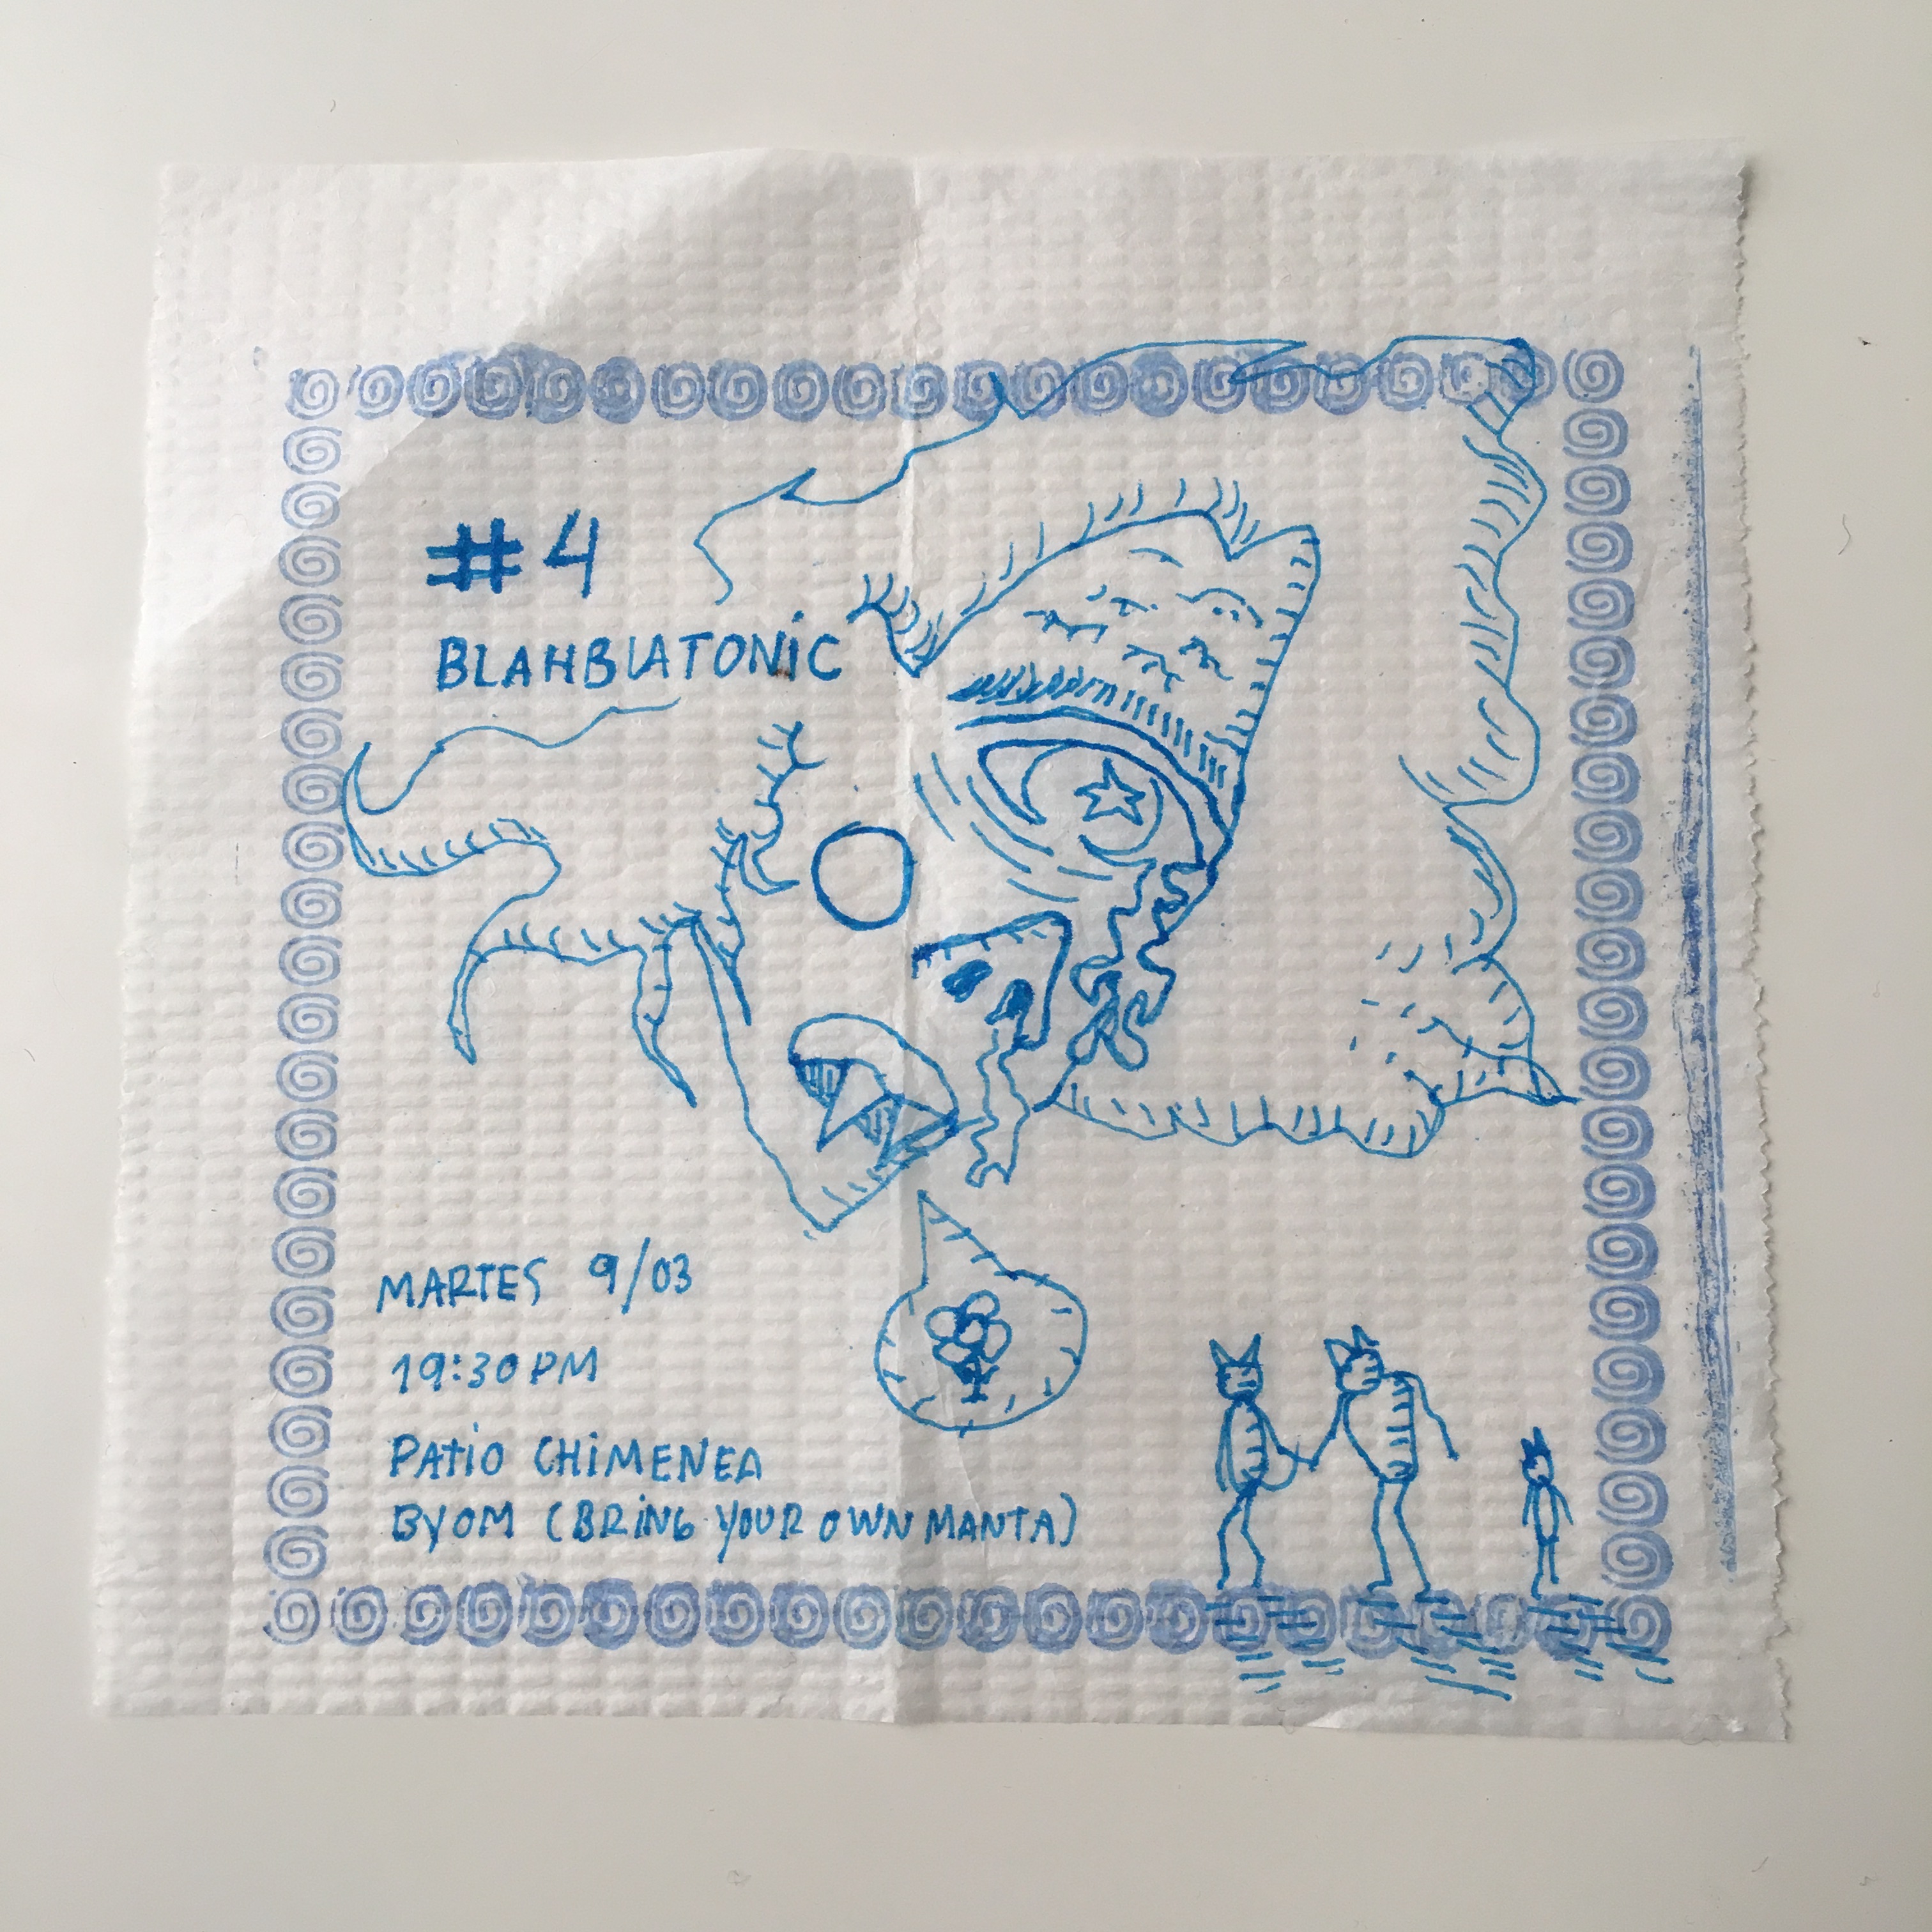 #4
BLAHBLATONiC
MARTES 9/03
19:30 PM
PATIO CHiMENEA
BYOM (BRiNG YOUR OWN MANTA)